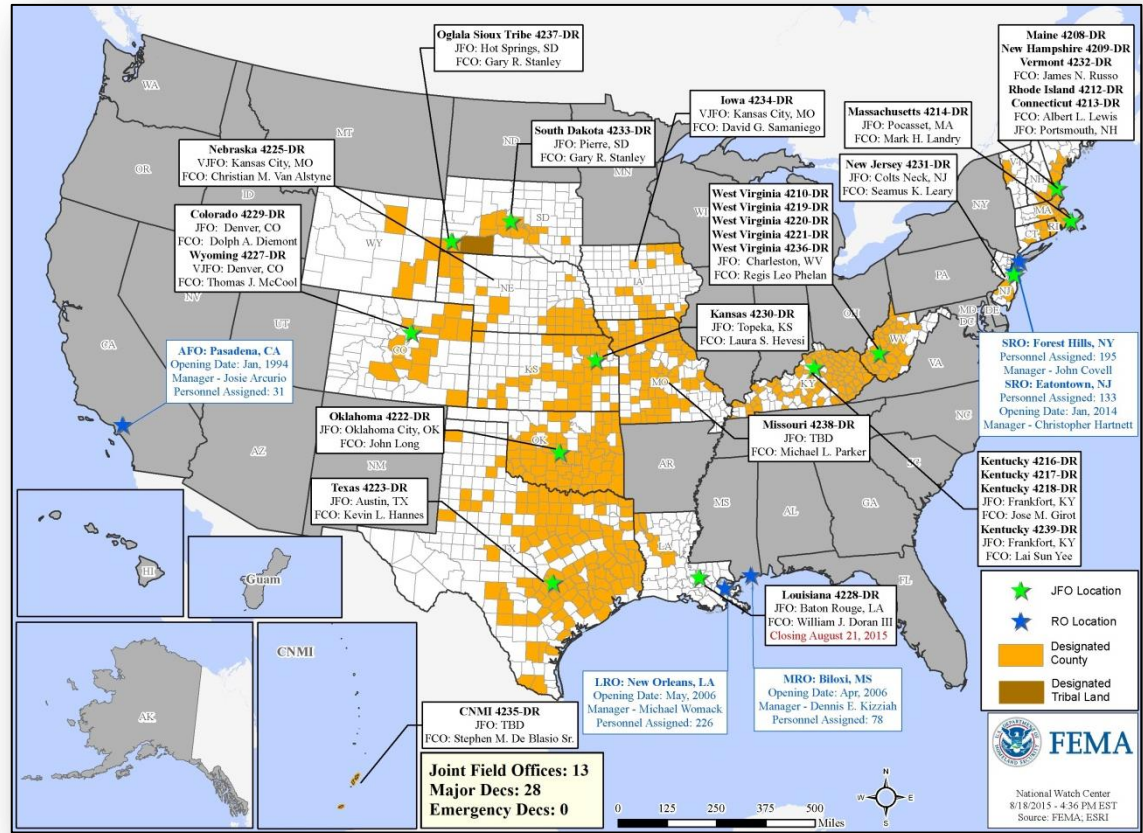 Oglala Sioux Tribe 4237-DR
JFO: Hot Springs, SD
FCO: Gary R. Stanley
Maine 4208-DR
New Hampshire 4209-DR
Vermont 4232-DR
FCO: James N. Russo
Rhode Island 4212-DR
Connecticut 4213-DR
FCO: Albert L. Lewis
JFO: Portsmouth, NH
Iowa 4234-DR
VJFO: Kansas City, MO
FCO: David G. Samaniego
Massachusetts 4214-DR
JFO: Pocasset, MA
FCO: Mark H. Landry
South Dakota 4233-DR
JFO: Pierre, SD
FCO: Gary R. Stanley
Nebraska 4225-DR
VJFO: Kansas City, MO
FCO: Christian M. Van Alstyne
New Jersey 4231-DR
JFO: Colts Neck, NJ
FCO: Seamus K. Leary
West Virginia 4210-DR
West Virginia 4219-DR
West Virginia 4220-DR
West Virginia 4221-DR
West Virginia 4236-DR
JFO: Charleston, WV
FCO: Regis Leo Phelan
Colorado 4229-DR
JFO: Denver, CO
FCO: Dolph A. Diemont
Wyoming 4227-DR
VJFO: Denver, CO
FCO: Thomas J. McCool
Kansas 4230-DR
JFO: Topeka, KS
FCO: Laura S. Hevesi
AFO: Pasadena, CA
Opening Date: Jan, 1994
Manager - Josie Arcurio
Personnel Assigned: 31
SRO: Forest Hills, NY
Personnel Assigned: 195
Manager - John Covell
SRO: Eatontown, NJ
Personnel Assigned: 133
Opening Date: Jan, 2014
Manager - Christopher Hartnett
Oklahoma 4222-DR
JFO: Oklahoma City, OK
FCO: John Long
Missouri 4238-DR
JFO: TBD
FCO: Michael L. Parker
Texas 4223-DR
JFO: Austin, TX
FCO: Kevin L. Hannes
Kentucky 4216-DR
Kentucky 4217-DR
Kentucky 4218-DR
JFO: Frankfort, KY
FCO: Jose M. Girot
Kentucky 4239-DR
JFO: Frankfort, KY
FCO: Lai Sun Yee
Louisiana 4228-DR
JFO: Baton Rouge, LA
FCO: William J. Doran III
Closing August 21, 2015
LRO: New Orleans, LA
Opening Date: May, 2006
Manager - Michael Womack
Personnel Assigned: 226
MRO: Biloxi, MS
Opening Date: Apr, 2006
Manager - Dennis E. Kizziah
Personnel Assigned: 78
CNMI 4235-DR
JFO: TBD
FCO: Stephen M. De Blasio Sr.
WA
OR
CA
NV
ID
MT
WY
UT
AZ
NM
CO
ND
SD
NE
KS
OK
TX
MN
IA
MO
AR
LA
WI
MS
AL
GA
FL
KY
OH
WV
VA
NC
SC
PA
NY
MD
DC
DE
NJ
VT
NH
MA
CT
RI
HI
Guam
AK
CNMI
JFO Location
RO Location
Designated
County
Designated
Tribal Land
Joint Field Offices: 13
Major Decs: 28
Emergency Decs: 0
0 125 250 375 500
Miles
N
W E
S
FEMA
National Watch Center
8/18/2015 - 4:36 PM EST
Source: FEMA; ESRI